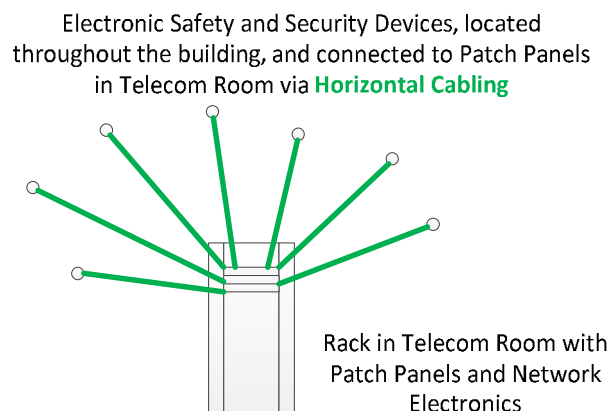 Electronic Safety and Security Devices, located
throughout the building, and connected to Patch Panels
in Telecom Room via Horizontal Cabling
Rack in Telecom Room with
Patch Panels and Network
Electronics